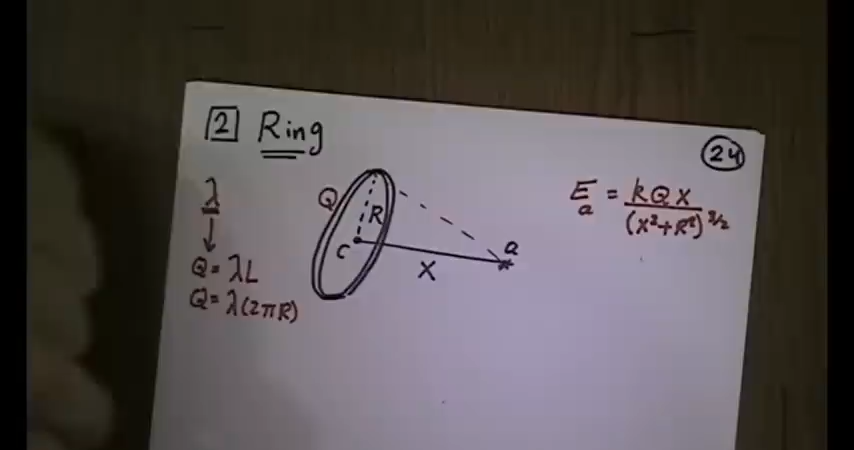 2 Ring
24
λ
Q = λL
Q = λ(2πR)
Q
R
C
X
a
E_a = kQX / (X²+R²)^3/2